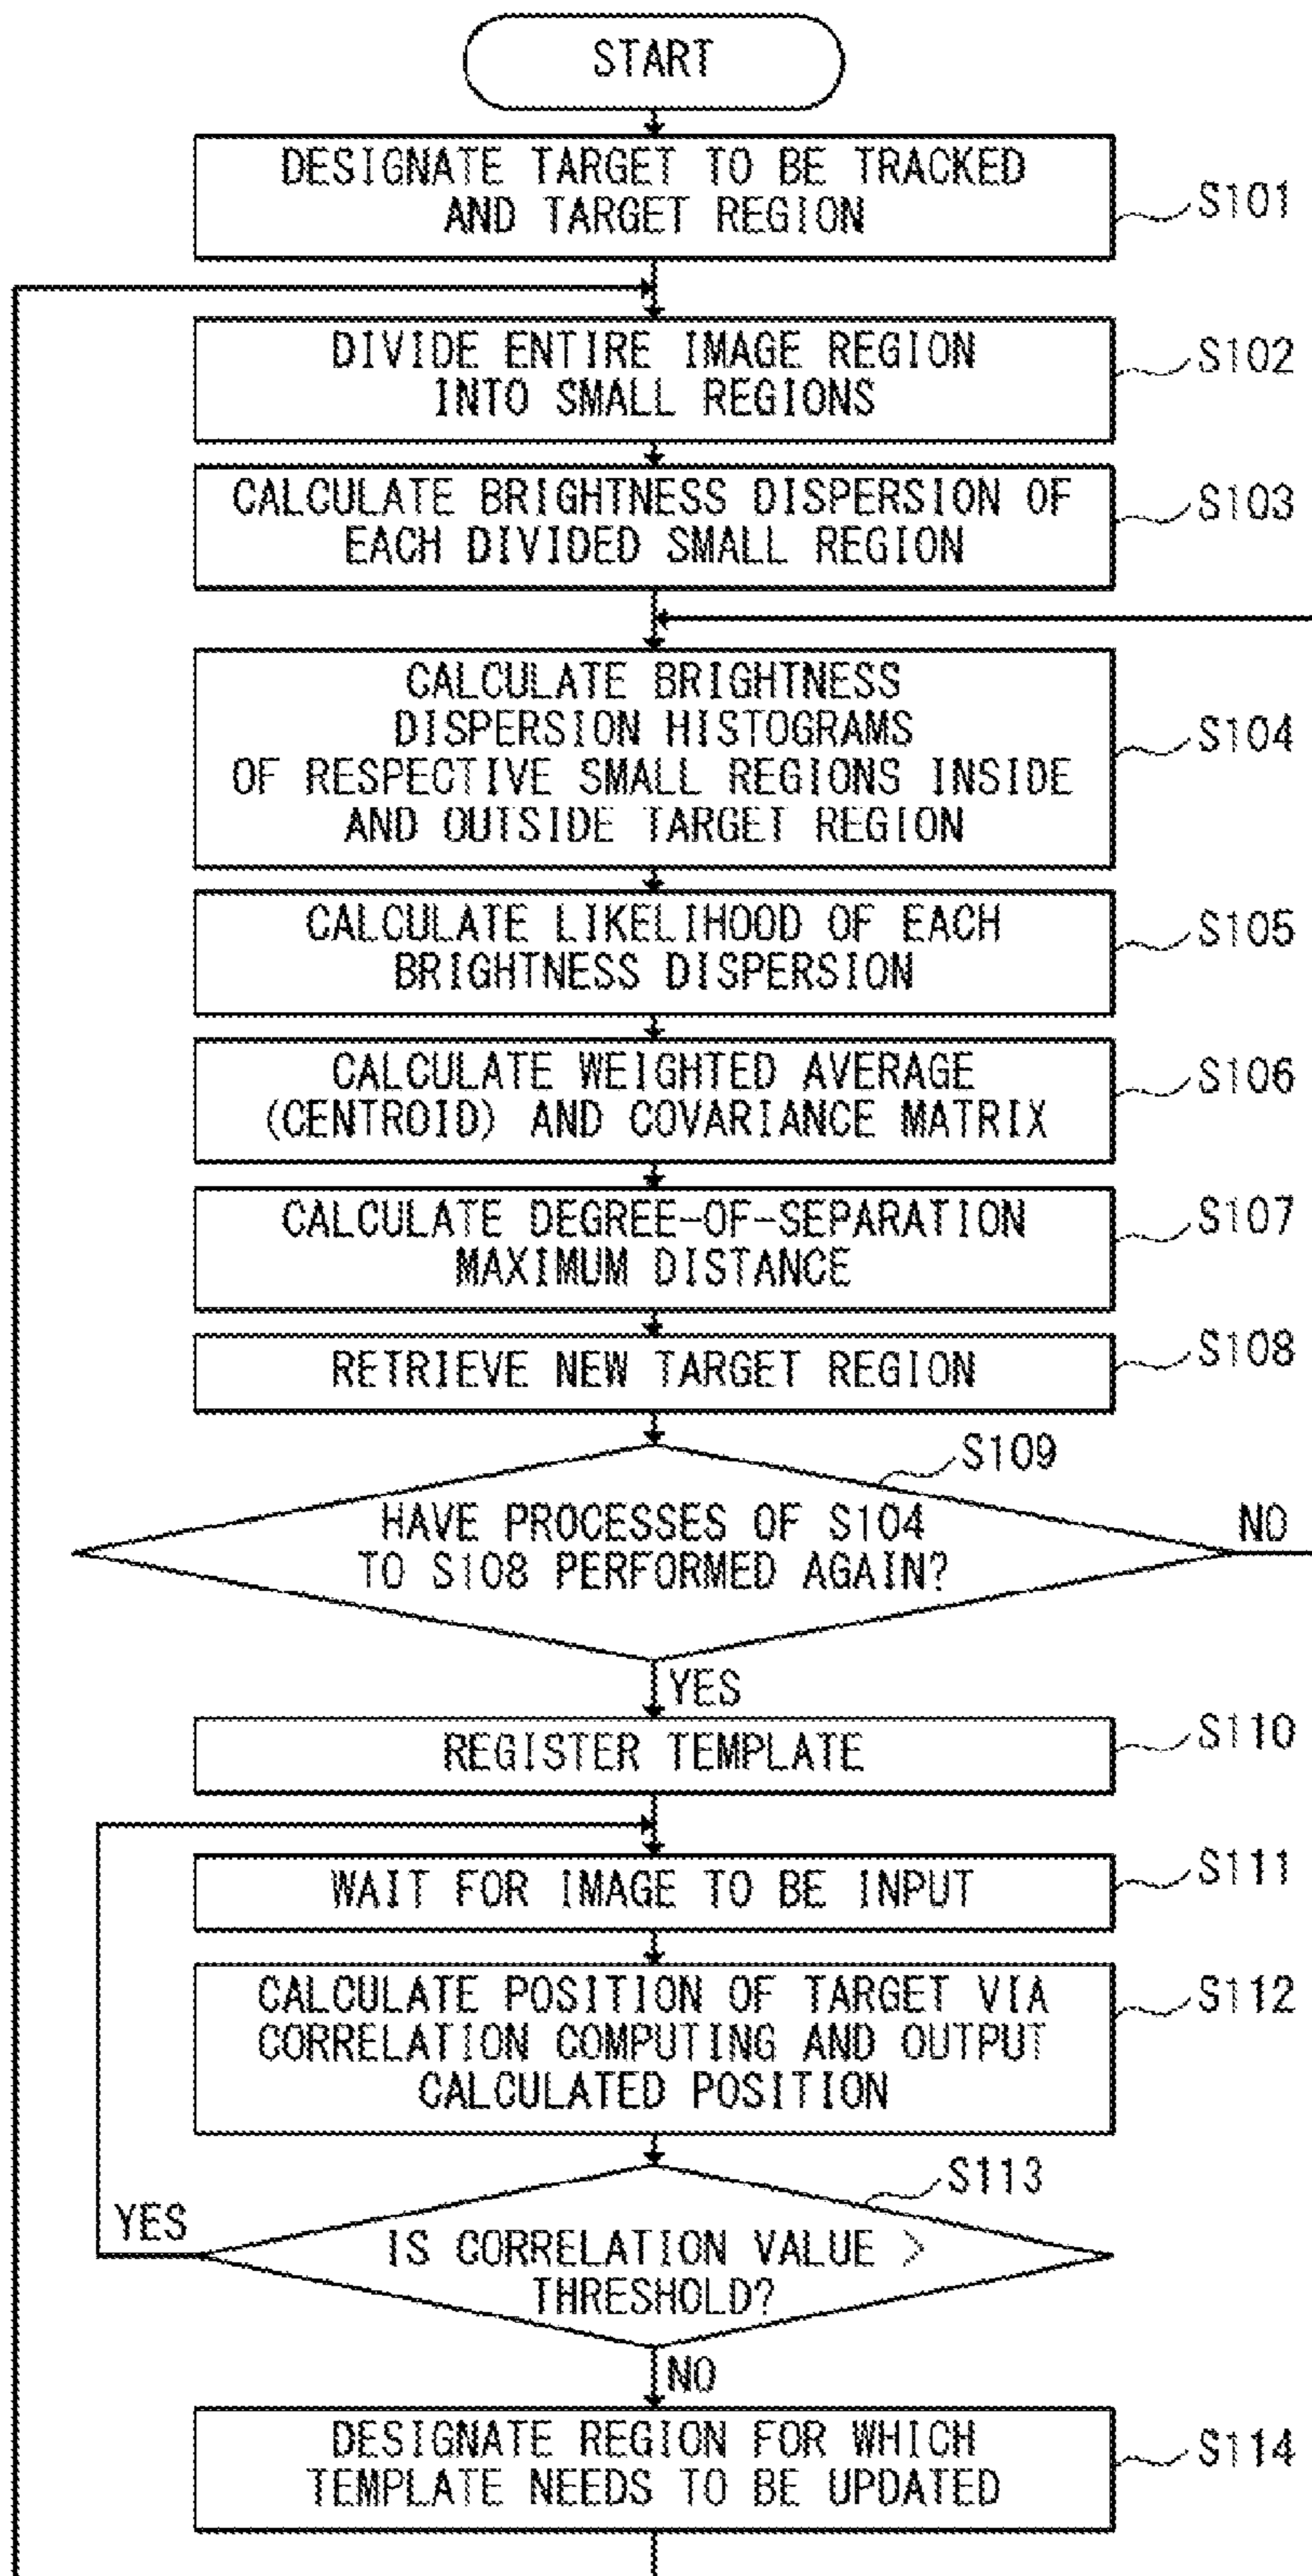 START
DESIGNATE TARGET TO BE TRACKED
AND TARGET REGION
S101
DIVIDE ENTIRE IMAGE REGION
INTO SMALL REGIONS
S102
CALCULATE BRIGHTNESS DISPERSION OF
EACH DIVIDED SMALL REGION
S103
CALCULATE BRIGHTNESS
DISPERSION HISTOGRAMS
OF RESPECTIVE SMALL REGIONS INSIDE
AND OUTSIDE TARGET REGION
S104
CALCULATE LIKELIHOOD OF EACH
BRIGHTNESS DISPERSION
S105
CALCULATE WEIGHTED AVERAGE
(CENTROID) AND COVARIANCE MATRIX
S106
CALCULATE DEGREE-OF-SEPARATION
MAXIMUM DISTANCE
S107
RETRIEVE NEW TARGET REGION
S108
S109
HAVE PROCESSES OF S104
TO S108 PERFORMED AGAIN?
NO
YES
REGISTER TEMPLATE
S110
WAIT FOR IMAGE TO BE INPUT
S111
CALCULATE POSITION OF TARGET VIA
CORRELATION COMPUTING AND OUTPUT
CALCULATED POSITION
S112
S113
YES
IS CORRELATION VALUE >
THRESHOLD?
NO
DESIGNATE REGION FOR WHICH
TEMPLATE NEEDS TO BE UPDATED
S114